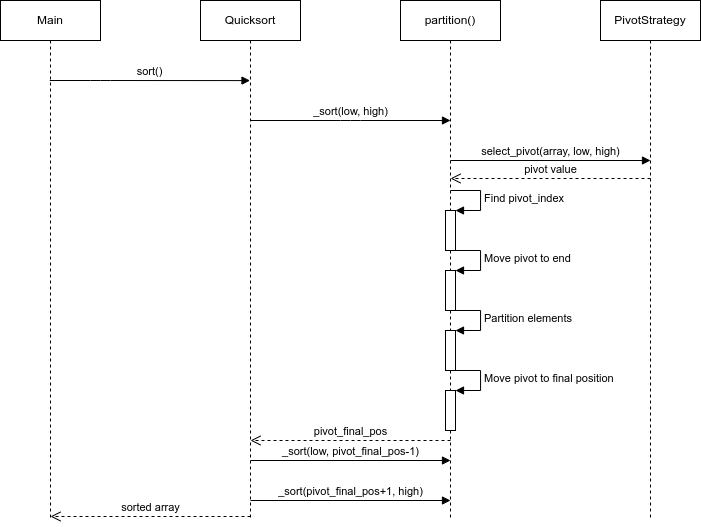 Main
Quicksort
partition()
PivotStrategy
sort()
_sort(low, high)
select_pivot(array, low, high)
pivot value
Find pivot_index
Move pivot to end
Partition elements
Move pivot to final position
pivot_final_pos
_sort(low, pivot_final_pos-1)
_sort(pivot_final_pos+1, high)
sorted array